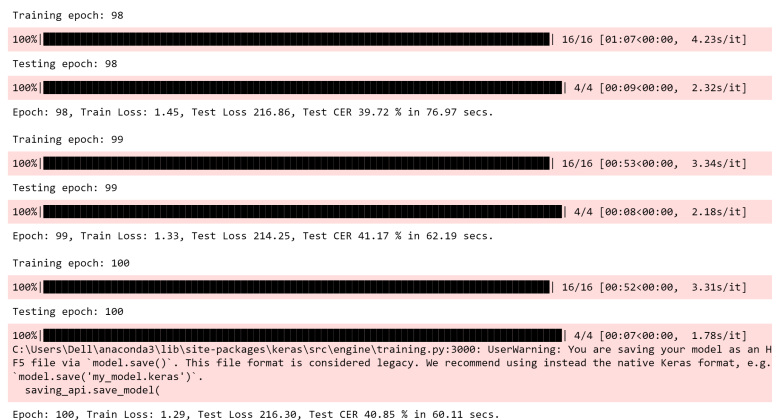 Training epoch: 98
100%|██████████| 16/16 [01:07<00:00, 4.23s/it]
Testing epoch: 98
100%|██████████| 4/4 [00:09<00:00, 2.32s/it]
Epoch: 98, Train Loss: 1.45, Test Loss 216.86, Test CER 39.72 % in 76.97 secs.
Training epoch: 99
100%|██████████| 16/16 [00:53<00:00, 3.34s/it]
Testing epoch: 99
100%|██████████| 4/4 [00:08<00:00, 2.18s/it]
Epoch: 99, Train Loss: 1.33, Test Loss 214.25, Test CER 41.17 % in 62.19 secs.
Training epoch: 100
100%|██████████| 16/16 [00:52<00:00, 3.31s/it]
Testing epoch: 100
100%|██████████| 4/4 [00:07<00:00, 1.78s/it]
C:\Users\Dell\anaconda3\lib\site-packages\keras\src\engine\training.py:3000: UserWarning: You are saving your model as an H
F5 file via `model.save()`. This file format is considered legacy. We recommend using instead the native Keras format, e.g.
`model.save('my_model.keras')`.
saving_api.save_model(
Epoch: 100, Train Loss: 1.29, Test Loss 216.30, Test CER 40.85 % in 60.11 secs.